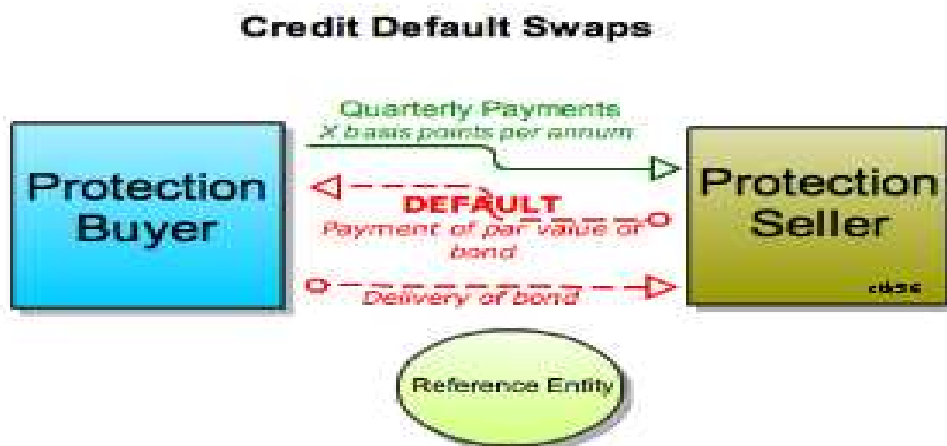 Credit Default Swaps
Quarterly Payments
X basis points per annum
Protection
Buyer
Protection
Seller
DEFAULT
Payment of par value of
bond
Delivery of bond
Reference Entity